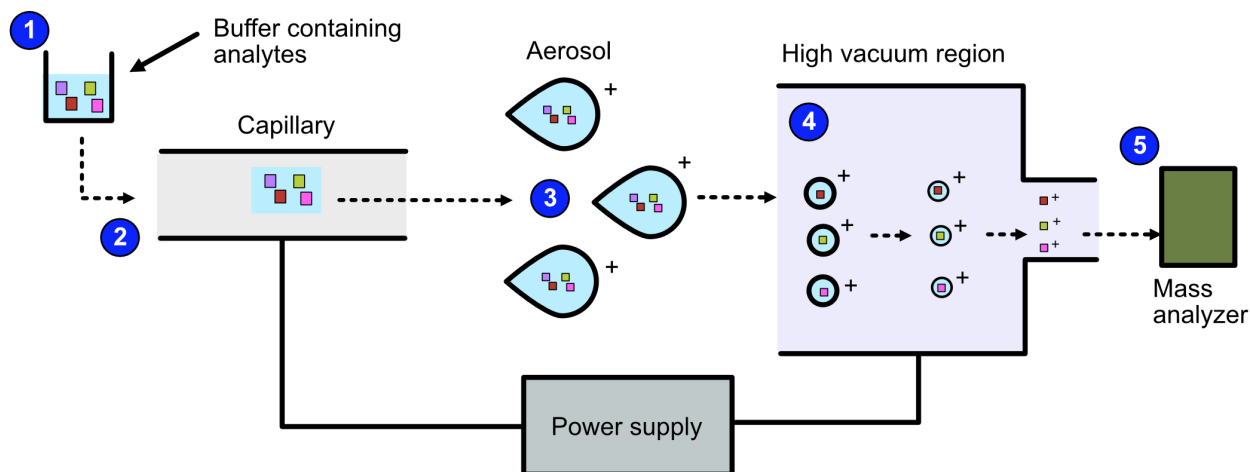 1
Buffer containing
analytes
Aerosol
High vacuum region
Capillary
+
+
+
2
3
4
5
+
+
+
+
+
+
+
+
+
Mass
analyzer
Power supply